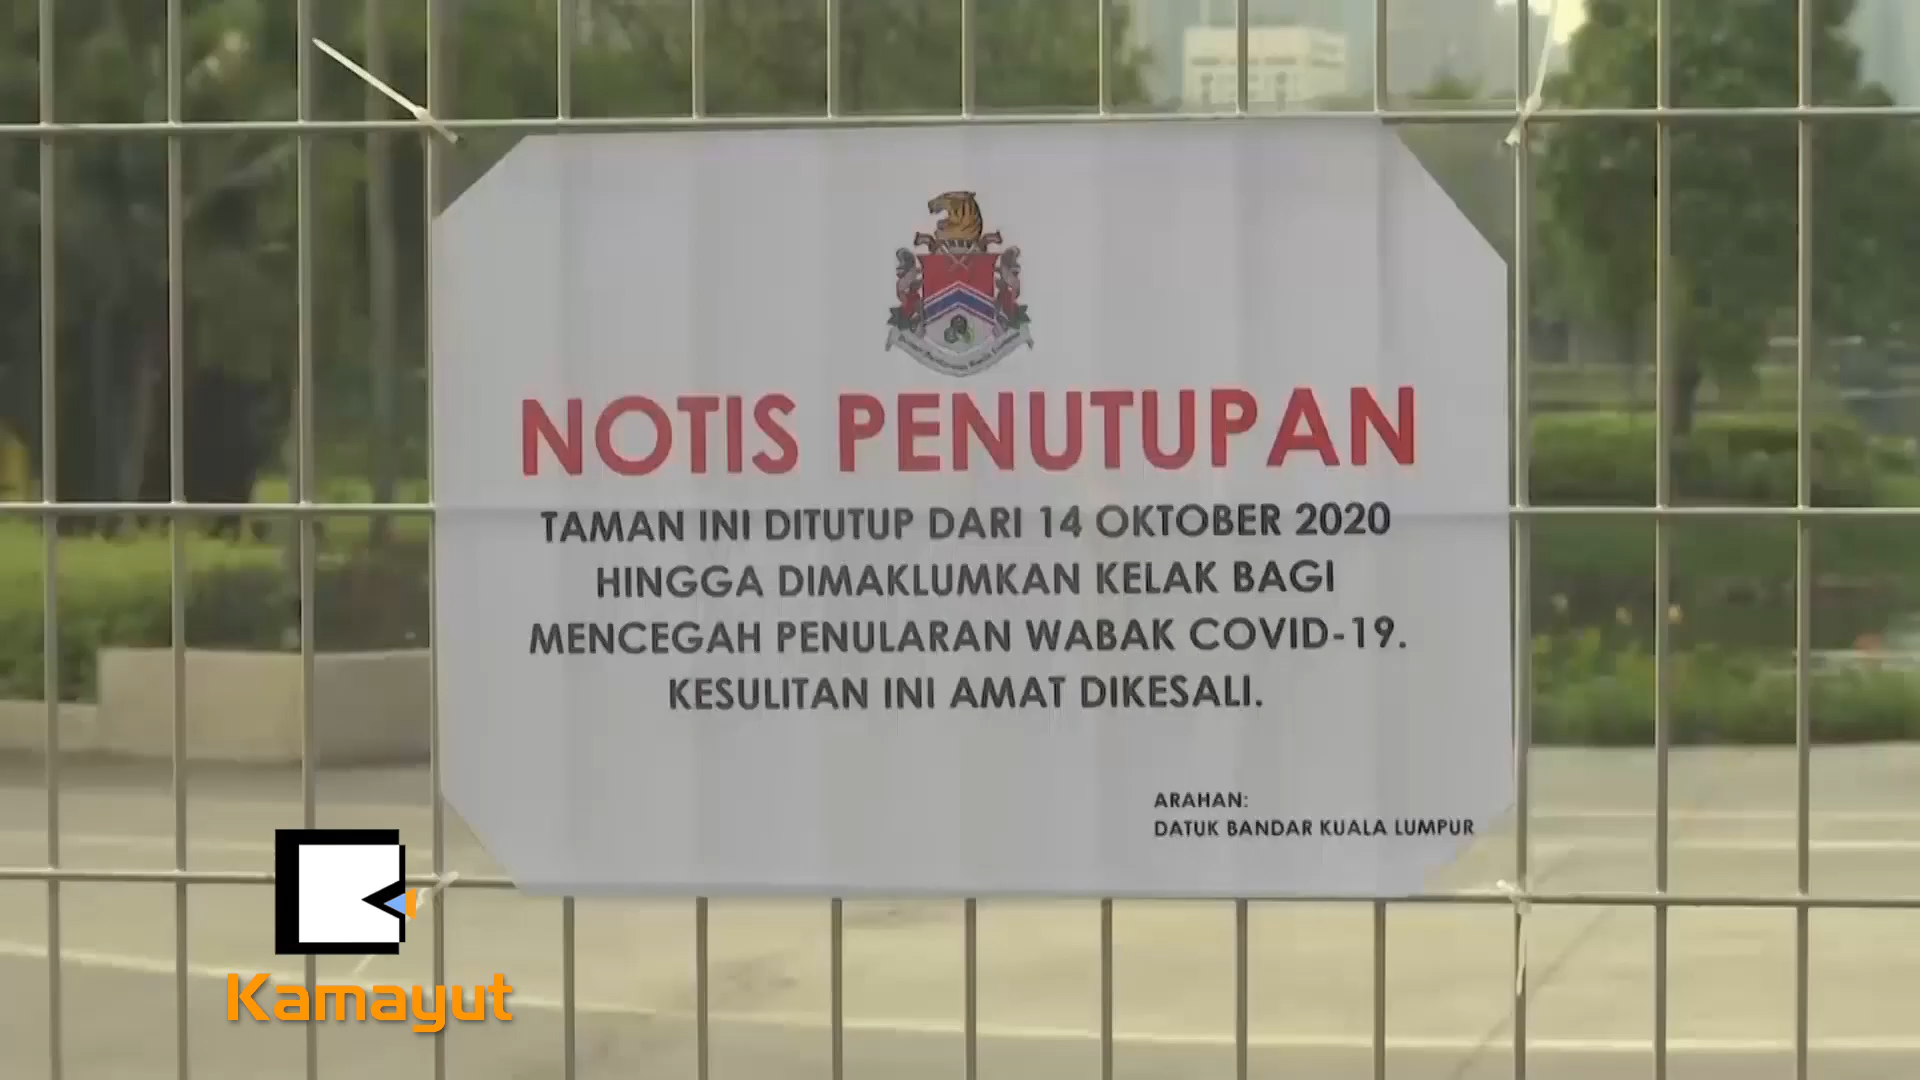 NOTIS PENUTUPAN
TAMAN INI DITUTUP DARI 14 OKTOBER 2020
HINGGA DIMAKLUMKAN KELAK BAGI
MENCEGAH PENULARAN WABAK COVID-19.
KESULITAN INI AMAT DIKESALI.
ARAHAN:
DATUK BANDAR KUALA LUMPUR
Kamayut